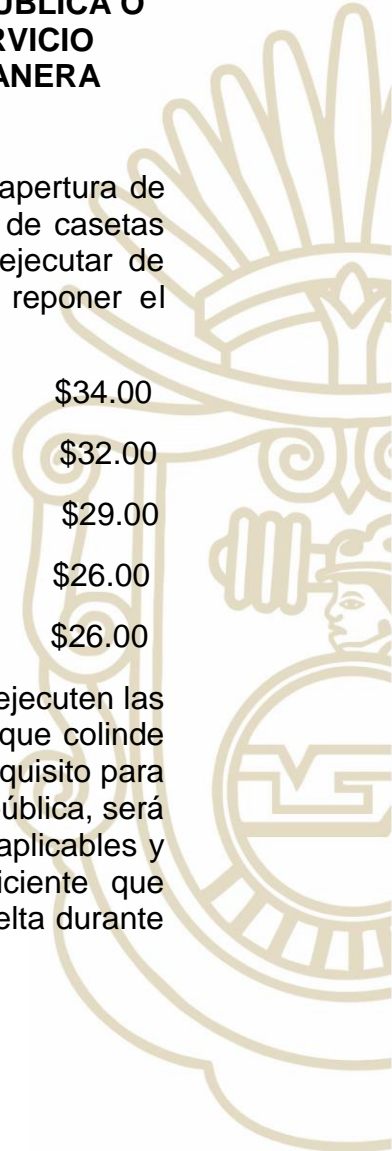 PÚBLICA O
RVICIO
ANERA
apertura de
de casetas
ejecutar de
reponer el
$34.00
$32.00
$29.00
$26.00
$26.00
ejecuten las
que colinde
quisito para
ública, será
aplicables y
iciente que
elta durante